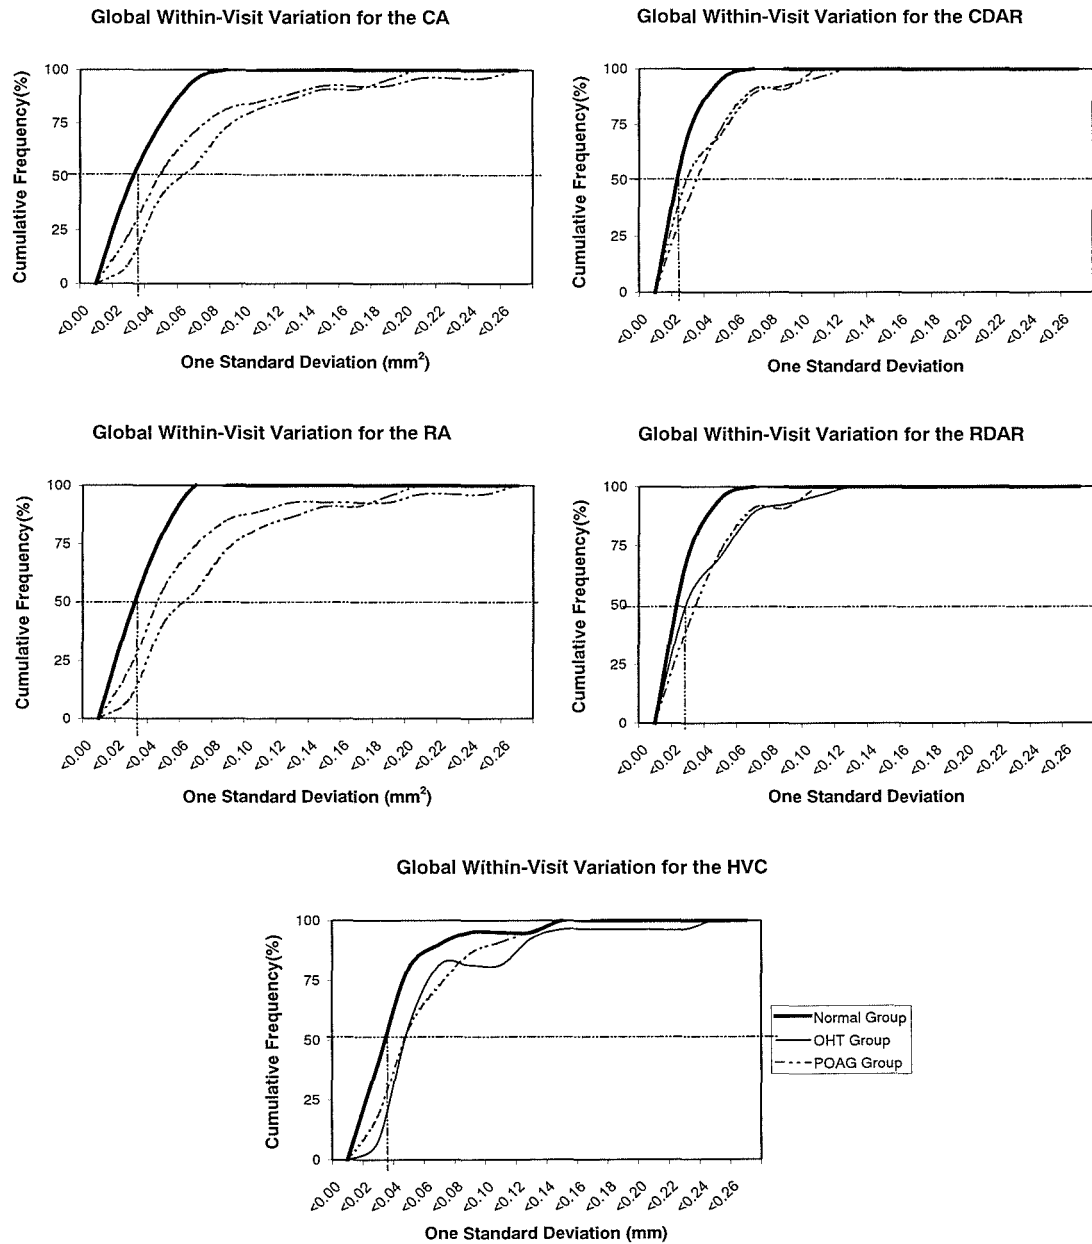 Global Within-Visit Variation for the CA
Cumulative Frequency(%)
100
75
50
25
0
<0.00 <0.02 <0.04 <0.06 <0.08 <0.10 <0.12 <0.14 <0.16 <0.18 <0.20 <0.22 <0.24 <0.26
One Standard Deviation (mm²)
Global Within-Visit Variation for the CDAR
Cumulative Frequency(%)
100
75
50
25
0
<0.00 <0.02 <0.04 <0.06 <0.08 <0.10 <0.12 <0.14 <0.16 <0.18 <0.20 <0.22 <0.24 <0.26
One Standard Deviation
Global Within-Visit Variation for the RA
Cumulative Frequency(%)
100
75
50
25
0
<0.00 <0.02 <0.04 <0.06 <0.08 <0.10 <0.12 <0.14 <0.16 <0.18 <0.20 <0.22 <0.24 <0.26
One Standard Deviation (mm²)
Global Within-Visit Variation for the RDAR
Cumulative Frequency(%)
100
75
50
25
0
<0.00 <0.02 <0.04 <0.06 <0.08 <0.10 <0.12 <0.14 <0.16 <0.18 <0.20 <0.22 <0.24 <0.26
One Standard Deviation
Global Within-Visit Variation for the HVC
Cumulative Frequency(%)
100
75
50
25
0
<0.00 <0.02 <0.04 <0.06 <0.08 <0.10 <0.12 <0.14 <0.16 <0.18 <0.20 <0.22 <0.24 <0.26
One Standard Deviation (mm)
Normal Group
OHT Group
POAG Group